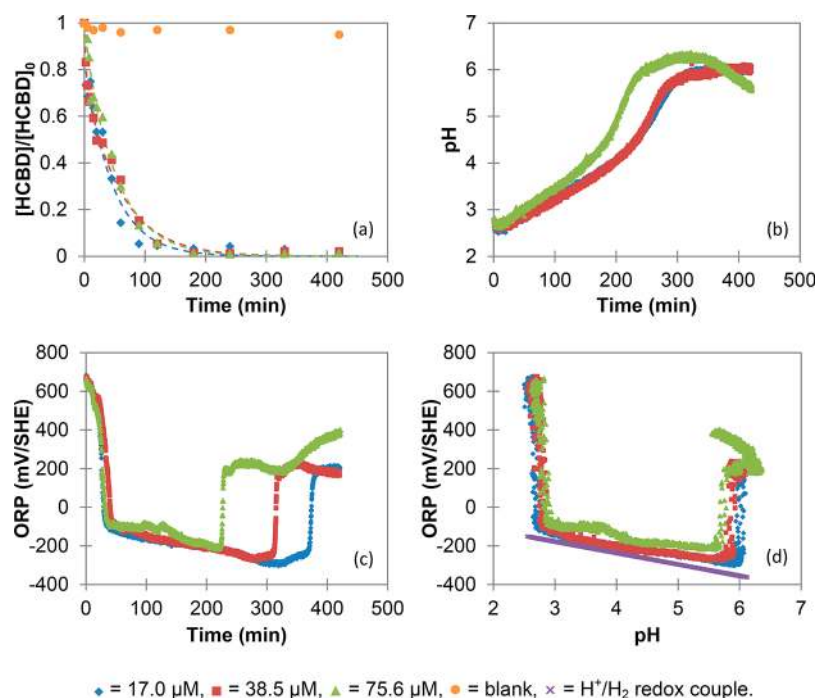 1
0.8
0.6
0.4
0.2
0
[HCBD]/[HCBD]₀
0 100 200 300 400 500
Time (min)
(a)
7
6
5
4
3
2
pH
0 100 200 300 400 500
Time (min)
(b)
800
600
400
200
0
-200
-400
ORP (mV/SHE)
0 100 200 300 400 500
Time (min)
(c)
800
600
400
200
0
-200
-400
ORP (mV/SHE)
2 3 4 5 6 7
pH
(d)
= 17.0 µM, = 38.5 µM, = 75.6 µM, = blank, × = H⁺/H₂ redox couple.